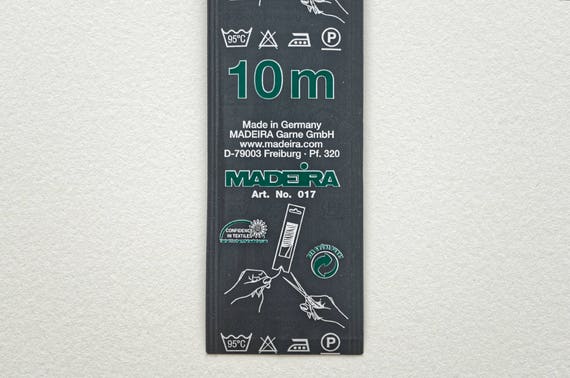 95°C P
10 m
Made in Germany
MADEIRA Garne GmbH
www.madeira.com
D-79003 Freiburg · Pf. 320
MADEIRA
Art. No. 017
CONFIDENCE
IN TEXTILES
95°C P